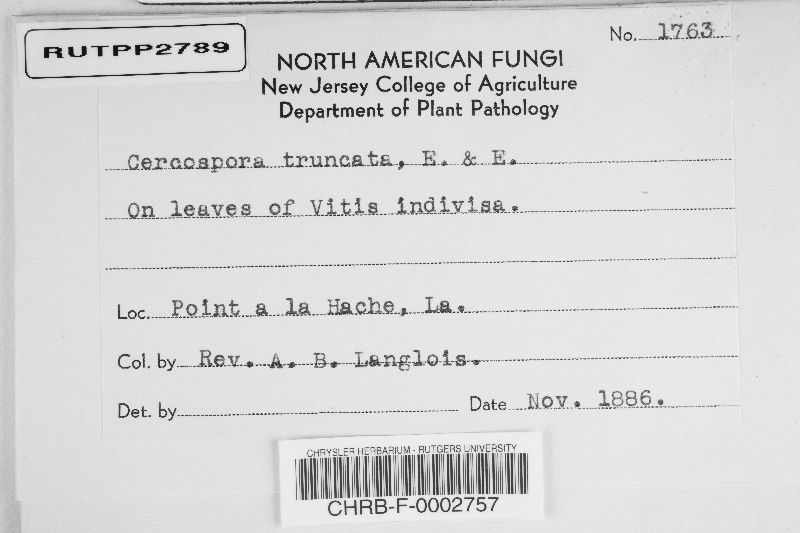 RUTPP2789
No. 1763
NORTH AMERICAN FUNGI
New Jersey College of Agriculture
Department of Plant Pathology
Cercospora truncata, E. & E.
On leaves of Vitis indivisa.
Loc. Point a la Hache, La.
Col. by Rev. A. B. Langlois.
Det. by
Date Nov. 1886.
CHRYSLER HERBARIUM - RUTGERS UNIVERSITY
CHRB-F-0002757